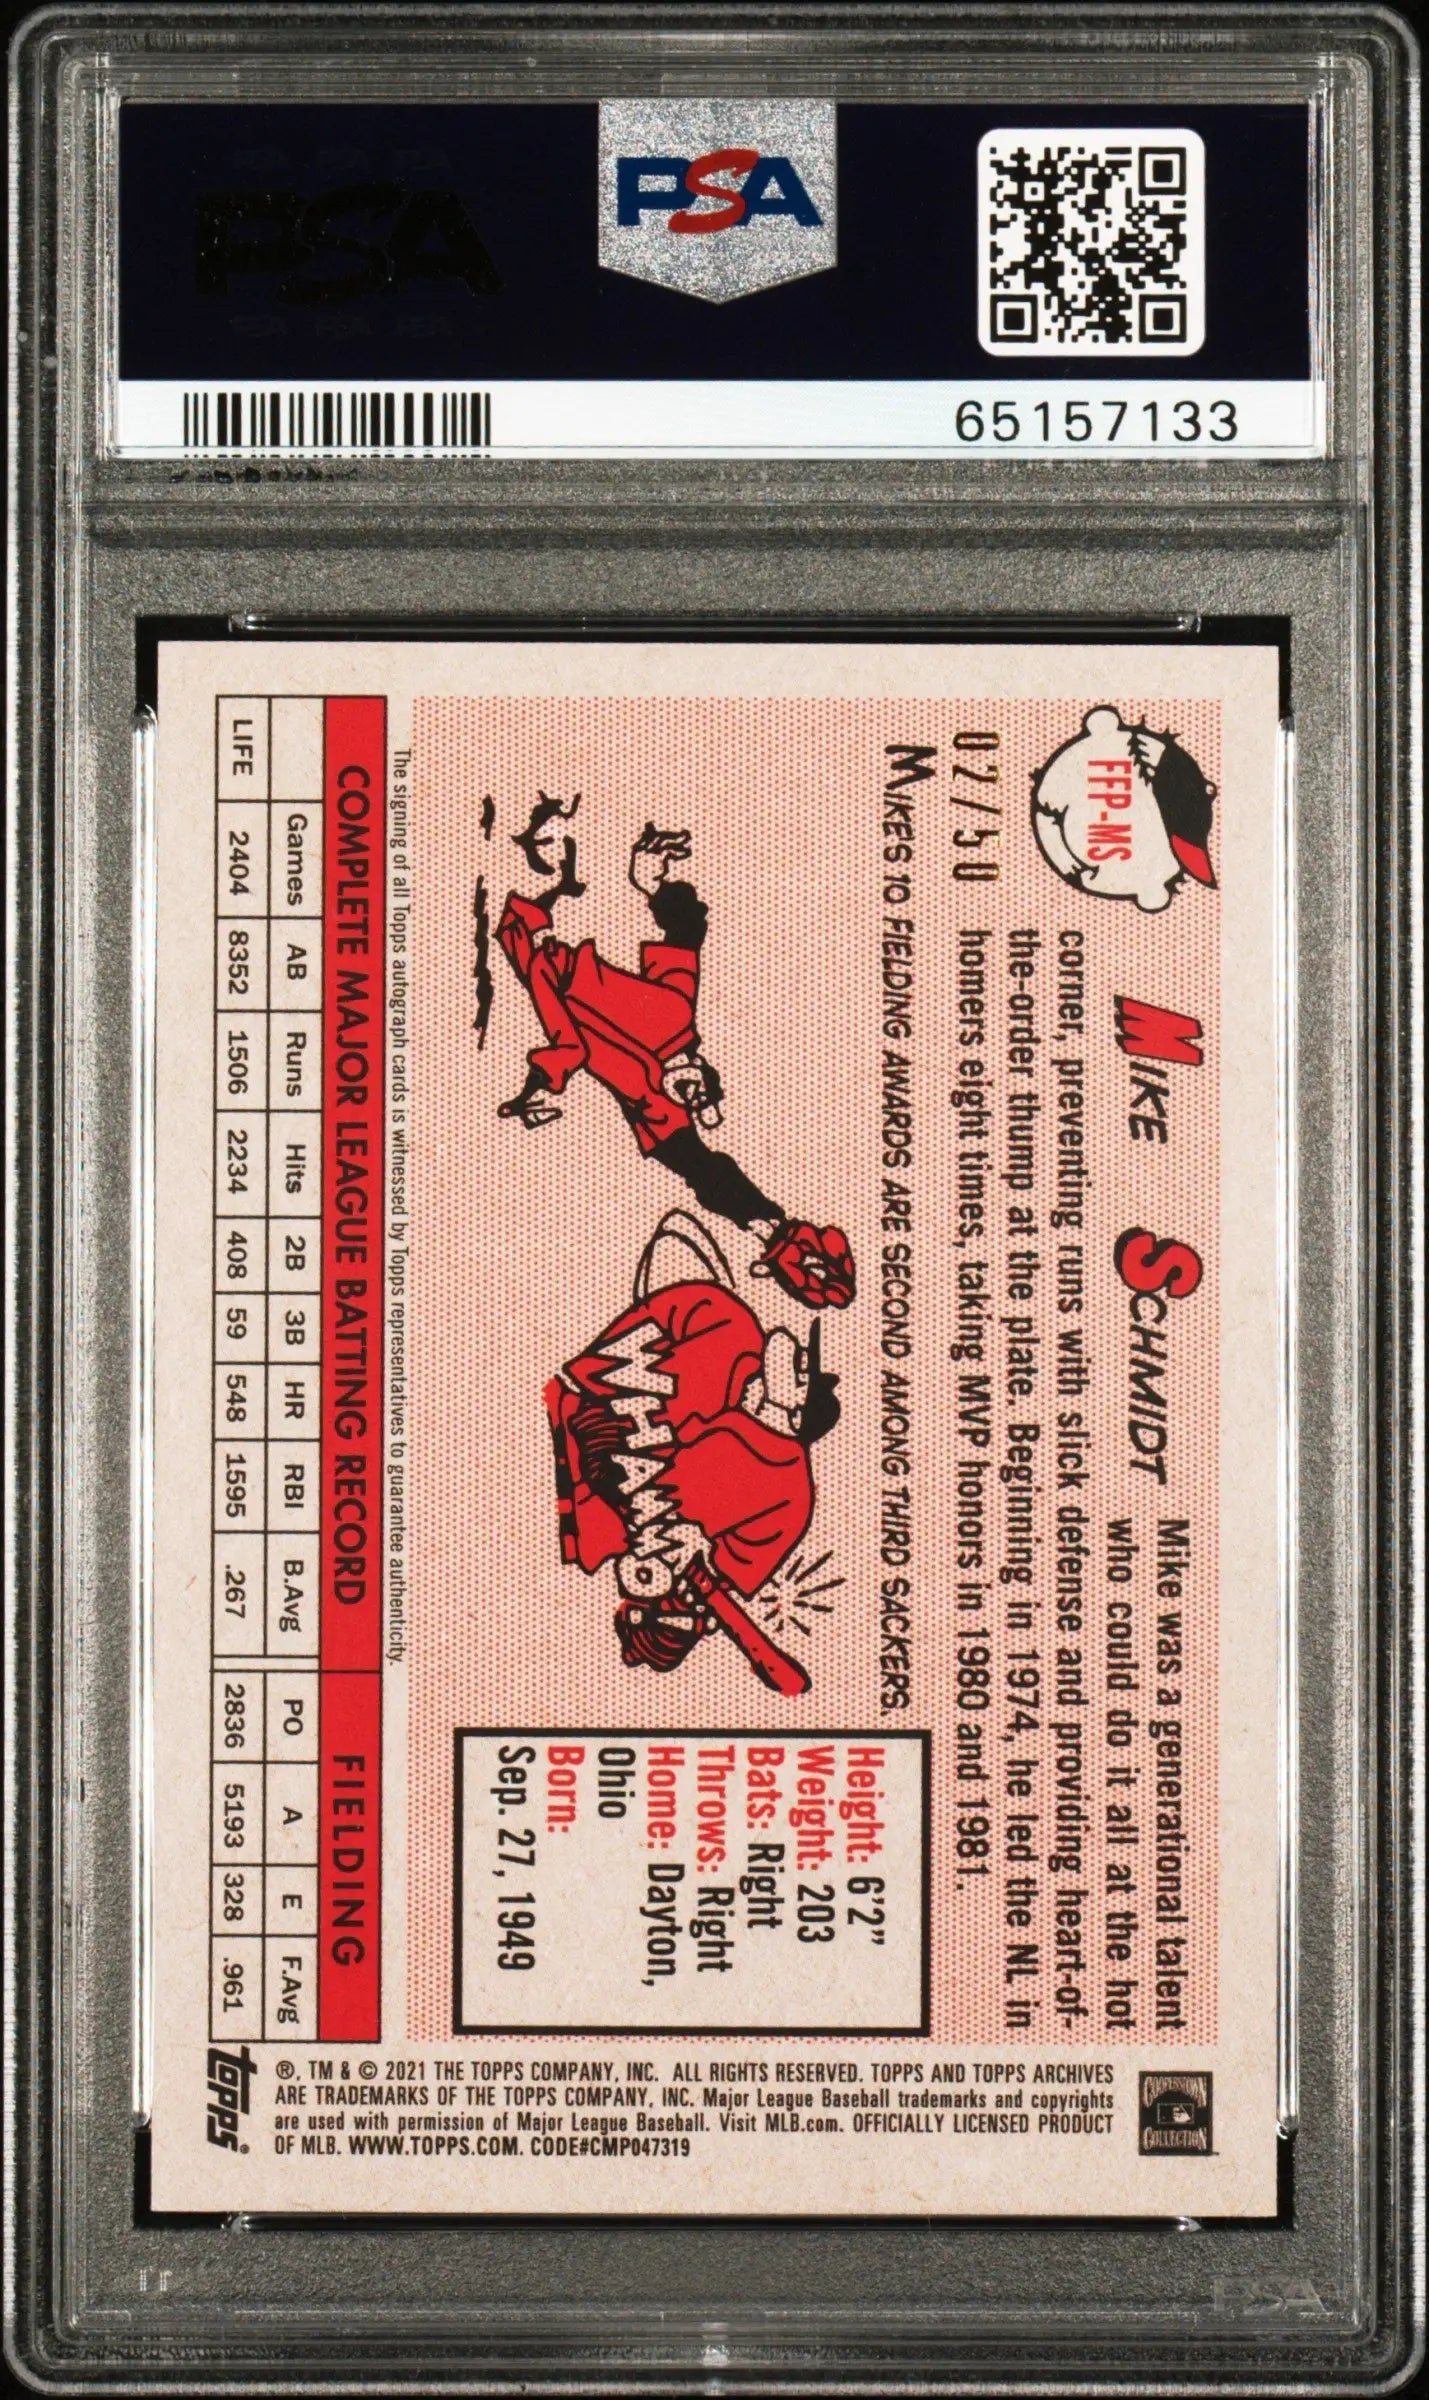 PSA
65157133
FFP-MS
02/50
MIKE SCHMIDT
Mike was a generational talent
who could do it all at the hot
corner, preventing runs with slick defense and providing heart-of-
the-order thump at the plate. Beginning in 1974, he led the NL in
homers eight times, taking MVP honors in 1980 and 1981.
MIKE'S 10 FIELDING AWARDS ARE SECOND AMONG THIRD SACKERS.
WHAM
Height: 6'2"
Weight: 203
Bats: Right
Throws: Right
Home: Dayton,
Ohio
Born:
Sep. 27, 1949
The signing of all Topps autograph cards is witnessed by Topps representatives to guarantee authenticity.
COMPLETE MAJOR LEAGUE BATTING RECORD FIELDING
Games AB Runs Hits 2B 3B HR RBI B.Avg PO A E F.Avg
LIFE 2404 8352 1506 2234 408 59 548 1595 .267 2836 5193 328 .961
COOPERSTOWN
COLLECTION
®, TM & © 2021 THE TOPPS COMPANY, INC. ALL RIGHTS RESERVED. TOPPS AND TOPPS ARCHIVES
ARE TRADEMARKS OF THE TOPPS COMPANY, INC. Major League Baseball trademarks and copyrights
are used with permission of Major League Baseball. Visit MLB.com. OFFICIALLY LICENSED PRODUCT
OF MLB. WWW.TOPPS.COM. CODE#CMP047319
topps®
PSA